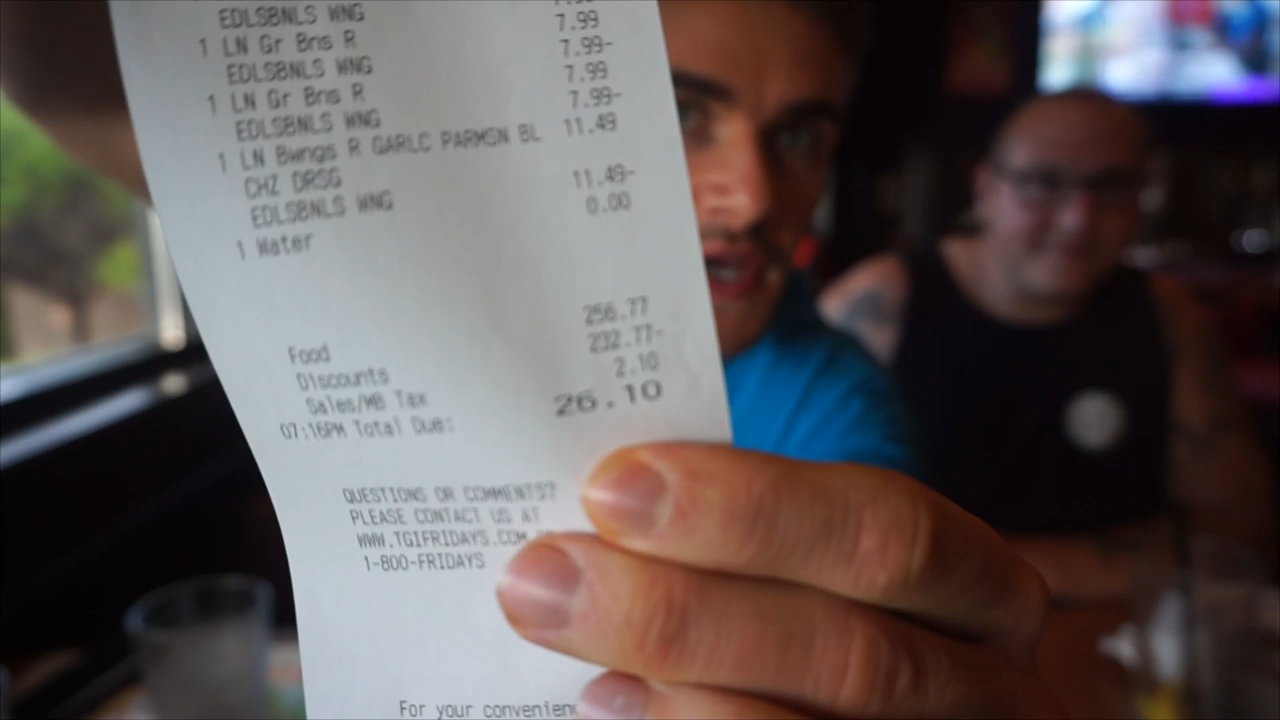 EDLSBNLS WNG 7.99
1 LN Gr Bns R 7.99-
EDLSBNLS WNG 7.99
1 LN Gr Bns R 7.99-
EDLSBNLS WNG 11.49
1 LN Bwngs R GARLC PARMSN BL
CHZ DRSG 11.49-
EDLSBNLS WNG 0.00
1 Water
256.77
Food 232.77-
Discounts 2.10
Sales/MB Tax 26.10
07:16PM Total Due:
QUESTIONS OR COMMENTS?
PLEASE CONTACT US AT
WWW.TGIFRIDAYS.COM
1-800-FRIDAYS
For your convenienc